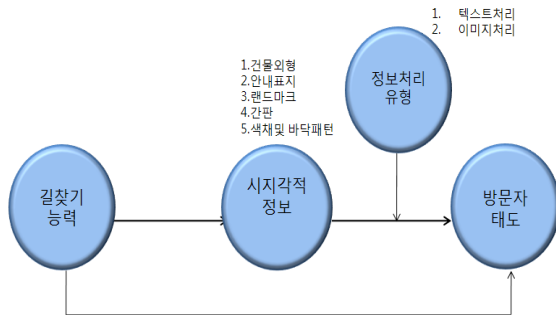 1. 텍스트처리
2. 이미지처리
정보처리
유형
1.건물외형
2.안내표지
3.랜드마크
4.간판
5.색채및 바닥패턴
길찾기
능력
시지각적
정보
방문자
태도